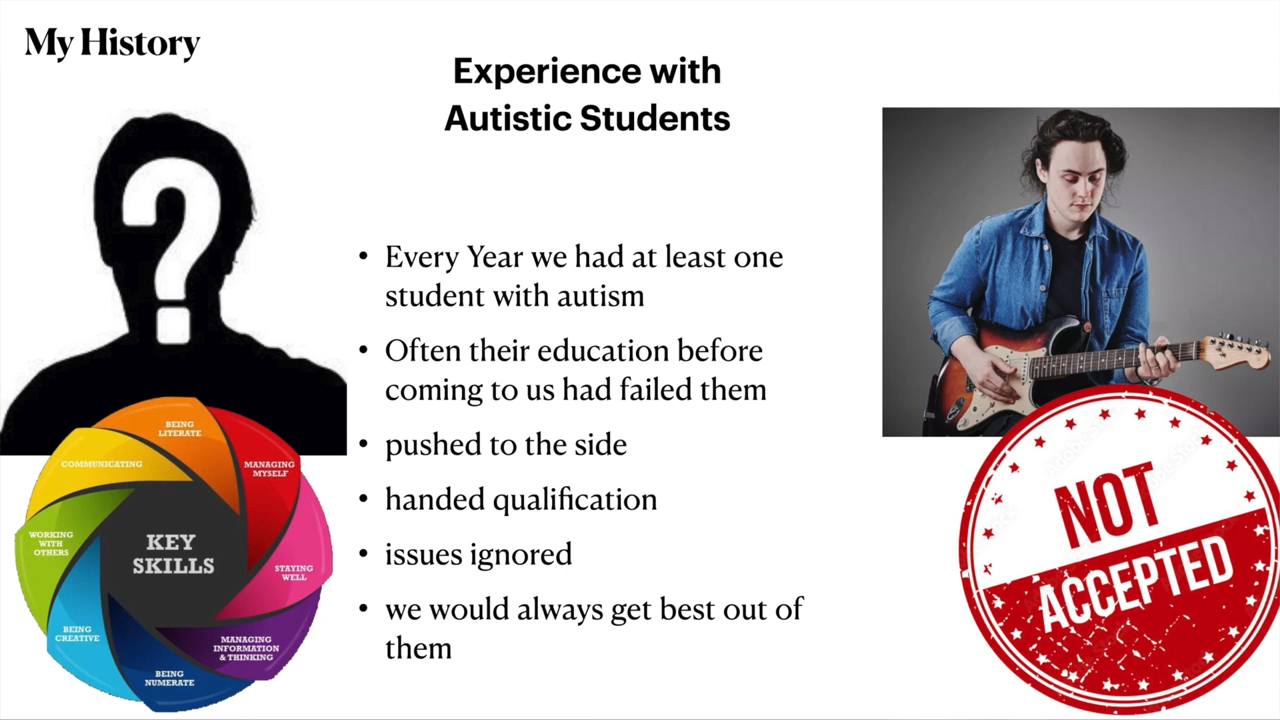 My History
Experience with
Autistic Students
?
• Every Year we had at least one
student with autism
• Often their education before
coming to us had failed them
• pushed to the side
• handed qualification
• issues ignored
• we would always get best out of
them
BEING
LITERATE
COMMUNICATING
MANAGING
MYSELF
WORKING
WITH
OTHERS
KEY
SKILLS
STAYING
WELL
BEING
CREATIVE
MANAGING
INFORMATION
& THINKING
BEING
NUMERATE
NOT
ACCEPTED